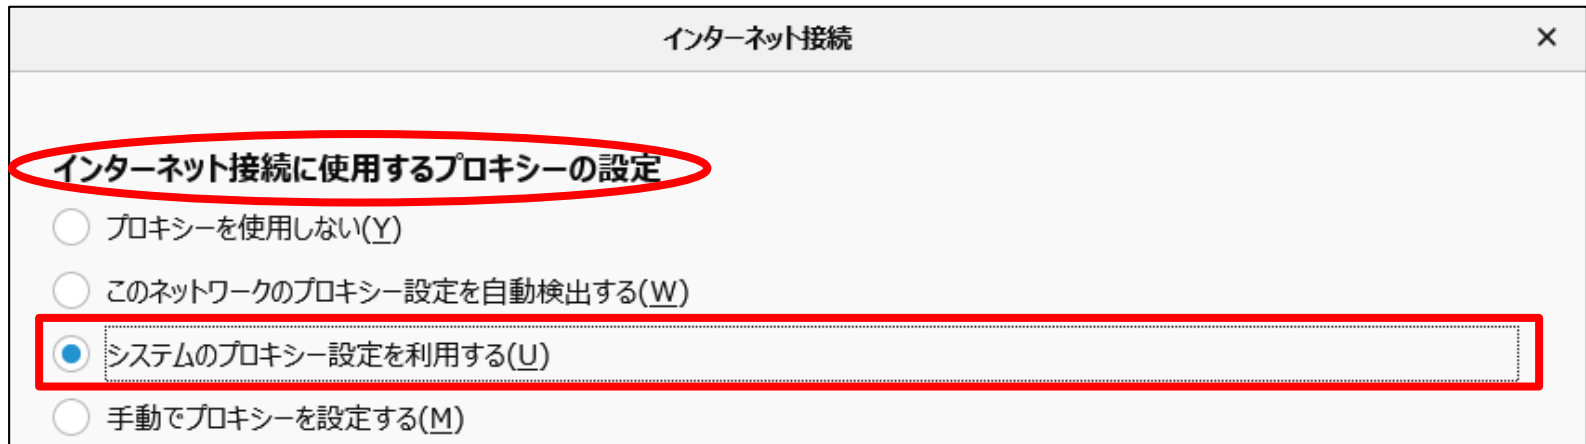 インターネット接続
インターネット接続に使用するプロキシーの設定
プロキシーを使用しない(Y)
このネットワークのプロキシー設定を自動検出する(W)
システムのプロキシー設定を利用する(U)
手動でプロキシーを設定する(M)